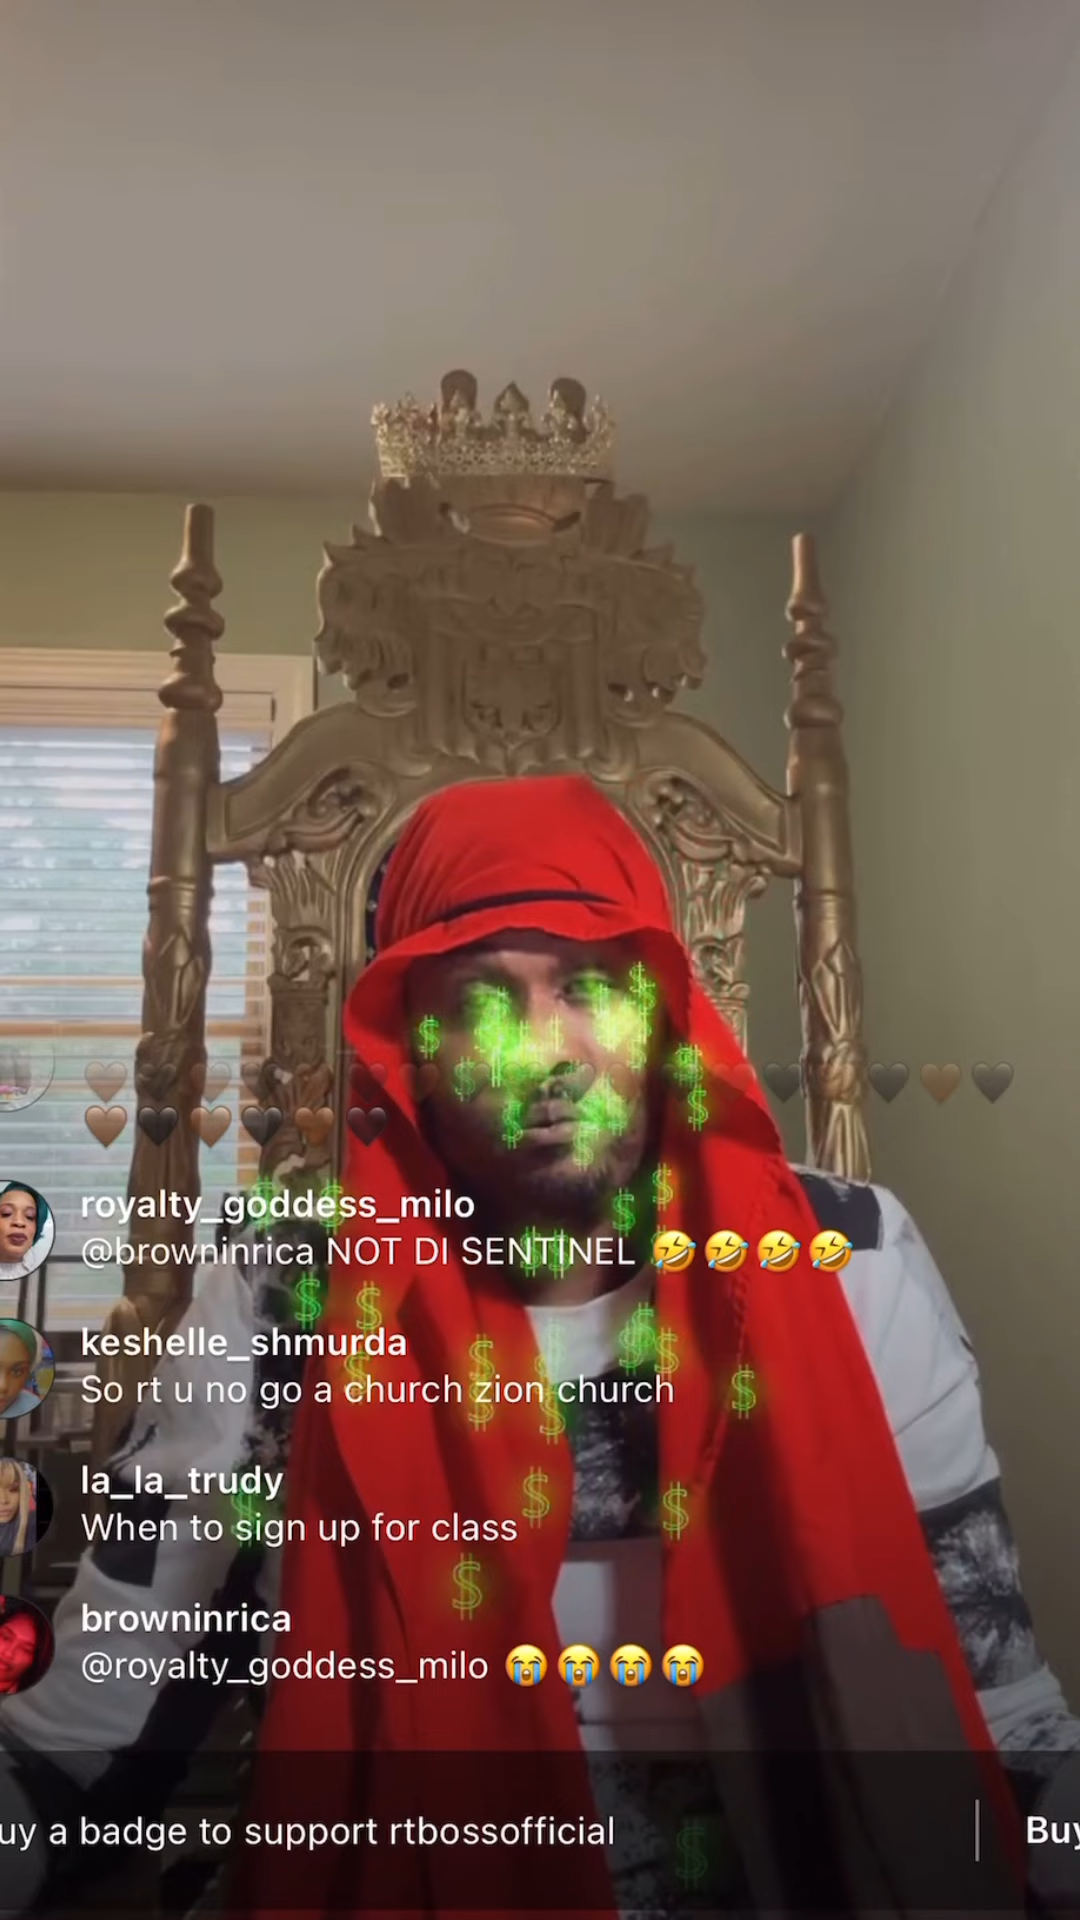 🧡🖤🧡🖤🧡🖤
royalty_goddess_milo
@browninrica NOT DI SENTINEL 🤣🤣🤣🤣
keshelle_shmurda
So rt u no go a church zion church
la_la_trudy
When to sign up for class
browninrica
@royalty_goddess_milo 😭😭😭😭
uy a badge to support rtbossofficial
Buy